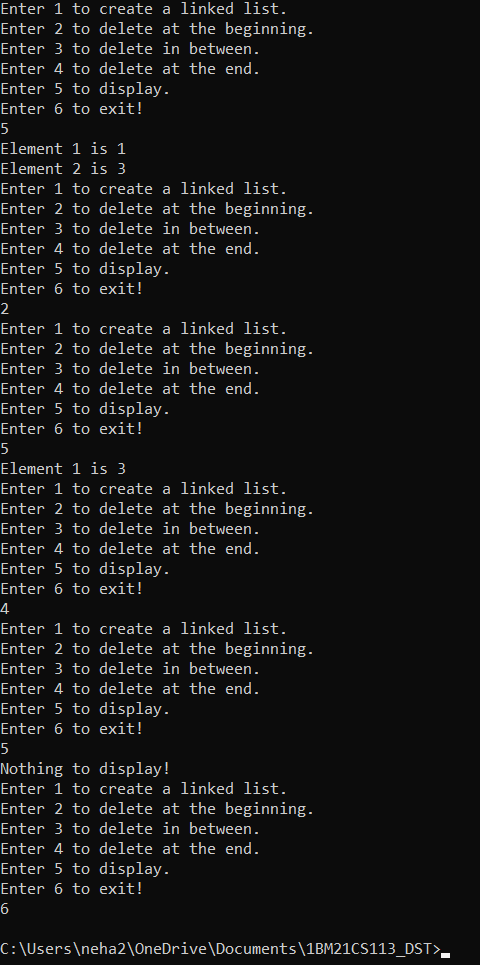 Enter 1 to create a linked list.
Enter 2 to delete at the beginning.
Enter 3 to delete in between.
Enter 4 to delete at the end.
Enter 5 to display.
Enter 6 to exit!
5
Element 1 is 1
Element 2 is 3
Enter 1 to create a linked list.
Enter 2 to delete at the beginning.
Enter 3 to delete in between.
Enter 4 to delete at the end.
Enter 5 to display.
Enter 6 to exit!
2
Enter 1 to create a linked list.
Enter 2 to delete at the beginning.
Enter 3 to delete in between.
Enter 4 to delete at the end.
Enter 5 to display.
Enter 6 to exit!
5
Element 1 is 3
Enter 1 to create a linked list.
Enter 2 to delete at the beginning.
Enter 3 to delete in between.
Enter 4 to delete at the end.
Enter 5 to display.
Enter 6 to exit!
4
Enter 1 to create a linked list.
Enter 2 to delete at the beginning.
Enter 3 to delete in between.
Enter 4 to delete at the end.
Enter 5 to display.
Enter 6 to exit!
5
Nothing to display!
Enter 1 to create a linked list.
Enter 2 to delete at the beginning.
Enter 3 to delete in between.
Enter 4 to delete at the end.
Enter 5 to display.
Enter 6 to exit!
6
C:\Users\neha2\OneDrive\Documents\1BM21CS113_DST>